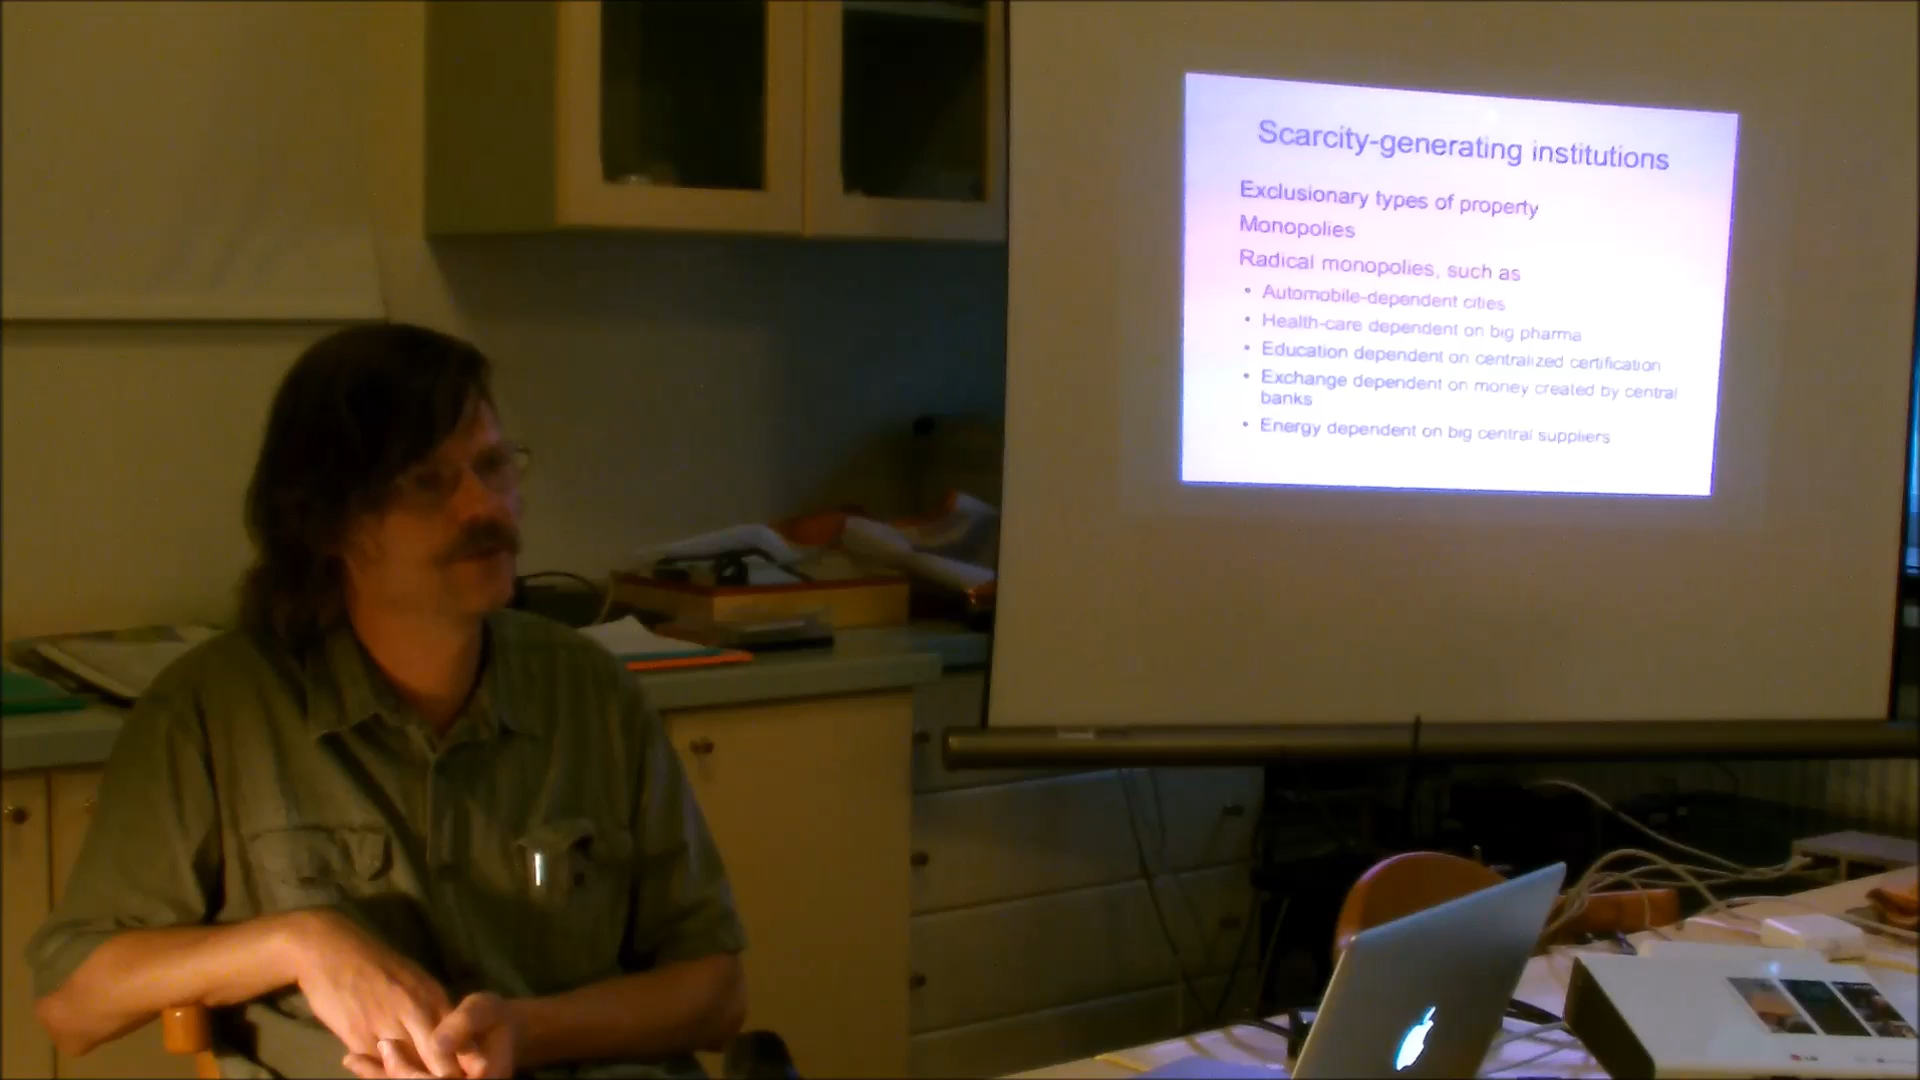 Scarcity-generating institutions
Exclusionary types of property
Monopolies
Radical monopolies, such as
• Automobile-dependent cities
• Health-care dependent on big pharma
• Education dependent on centralized certification
• Exchange dependent on money created by central
banks
• Energy dependent on big central suppliers